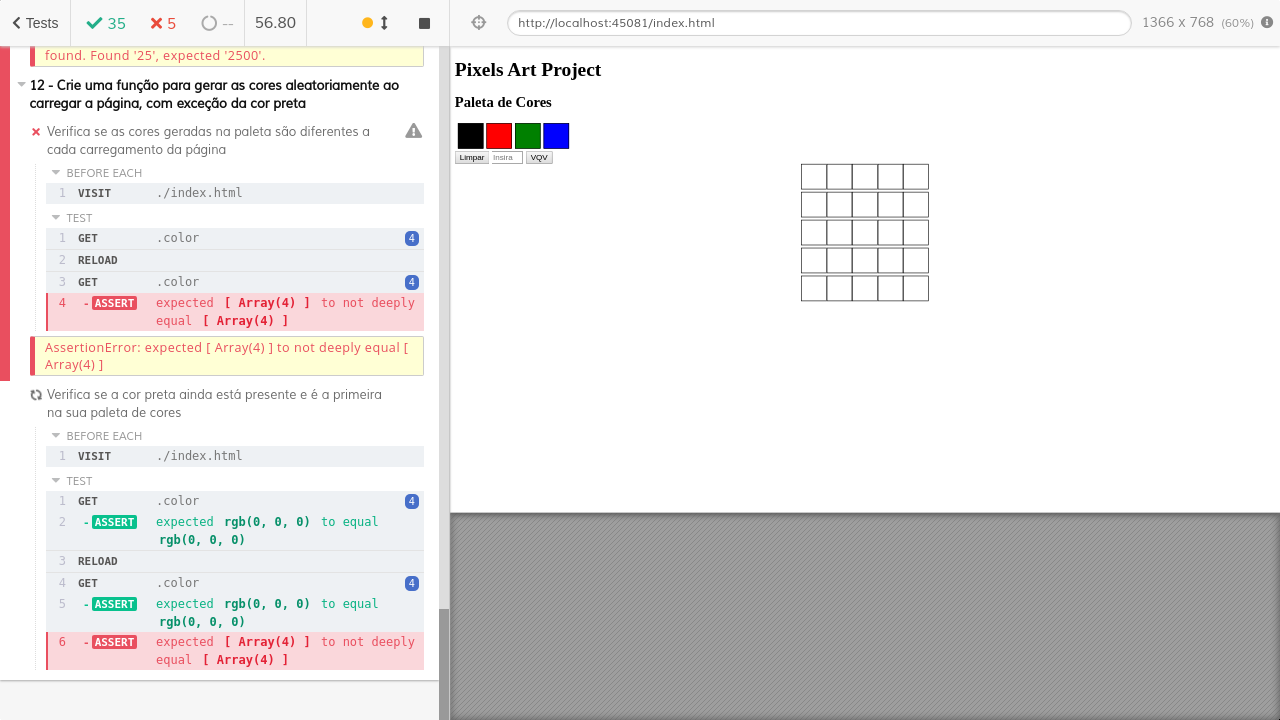 Tests
35
5
--
56.80
http://localhost:45081/index.html
1366 x 768 (60%)
found. Found '25', expected '2500'.
12 - Crie uma função para gerar as cores aleatoriamente ao
carregar a página, com exceção da cor preta
Verifica se as cores geradas na paleta são diferentes a
cada carregamento da página
BEFORE EACH
1 VISIT ./index.html
TEST
1 GET .color 4
2 RELOAD
3 GET .color 4
4 -ASSERT expected [ Array(4) ] to not deeply
equal [ Array(4) ]
AssertionError: expected [ Array(4) ] to not deeply equal [
Array(4) ]
Verifica se a cor preta ainda está presente e é a primeira
na sua paleta de cores
BEFORE EACH
1 VISIT ./index.html
TEST
1 GET .color 4
2 -ASSERT expected rgb(0, 0, 0) to equal
rgb(0, 0, 0)
3 RELOAD
4 GET .color 4
5 -ASSERT expected rgb(0, 0, 0) to equal
rgb(0, 0, 0)
6 -ASSERT expected [ Array(4) ] to not deeply
equal [ Array(4) ]
Pixels Art Project
Paleta de Cores
Limpar Insira VQV